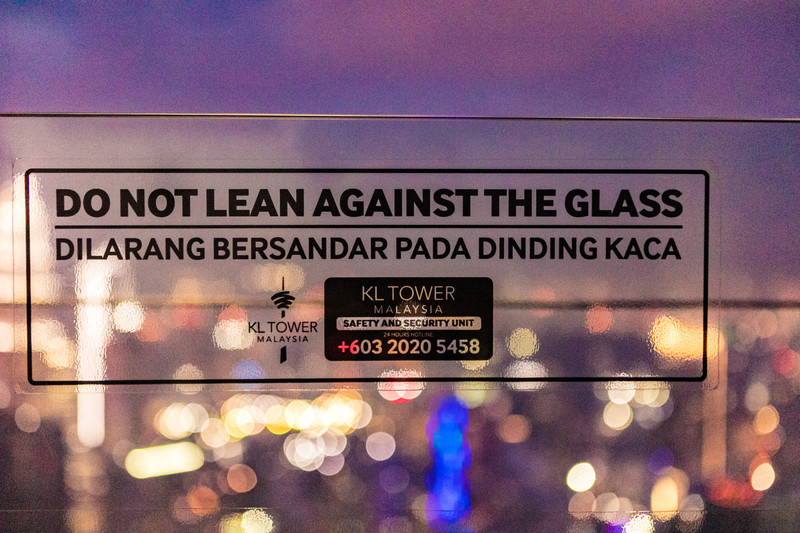 DO NOT LEAN AGAINST THE GLASS
DILARANG BERSANDAR PADA DINDING KACA
KL TOWER
MALAYSIA
KL TOWER
MALAYSIA
SAFETY AND SECURITY UNIT
24 HOURS HOTLINE
+603 2020 5458